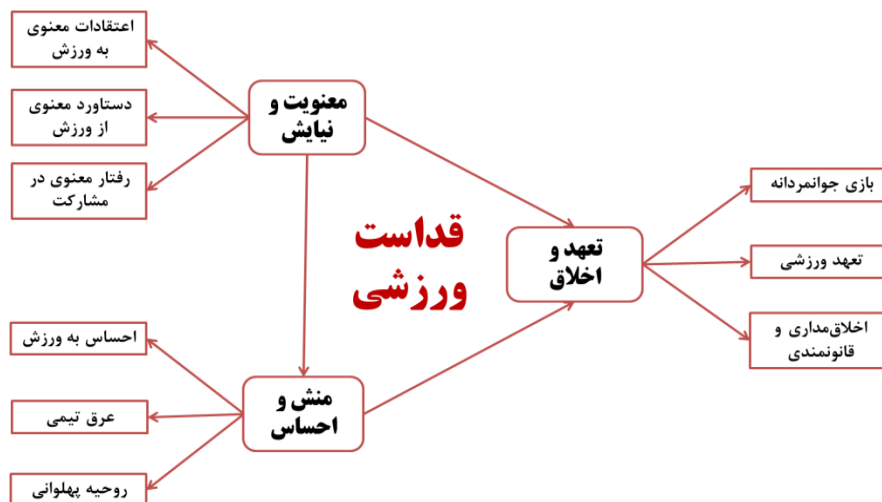 اعتقادات معنوی
به ورزش
دستاورد معنوی
از ورزش
رفتار معنوی در
مشارکت
معنویت و
نیایش
قداست
ورزشی
تعهد و
اخلاق
بازی جوانمردانه
تعهد ورزشی
اخلاق‌مداری و
قانونمندی
منش و
احساس
احساس به ورزش
عرق تیمی
روحیه پهلوانی